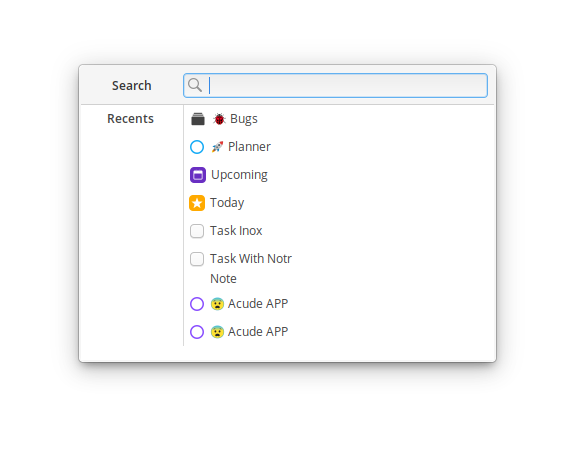 Search
Recents
🐞 Bugs
🚀 Planner
Upcoming
Today
Task Inox
Task With Notr
Note
😨 Acude APP
😨 Acude APP